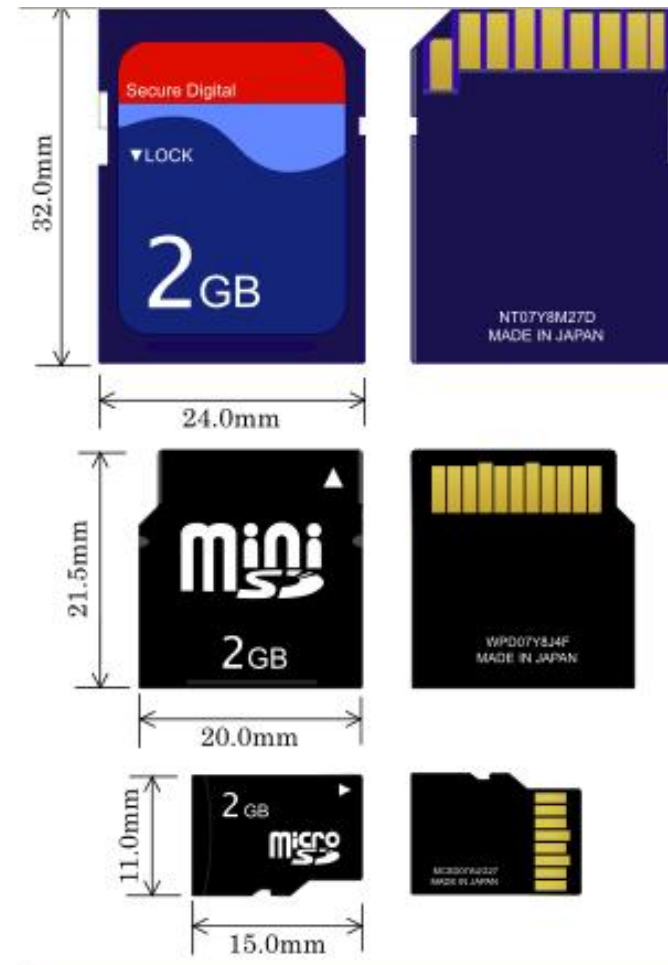 32.0mm
Secure Digital
▼LOCK
2GB
NT07Y8M27D
MADE IN JAPAN
24.0mm
21.5mm
mini
SD
2GB
WPD07Y8J4F
MADE IN JAPAN
20.0mm
11.0mm
2GB
micro
SD
MADE IN JAPAN
15.0mm